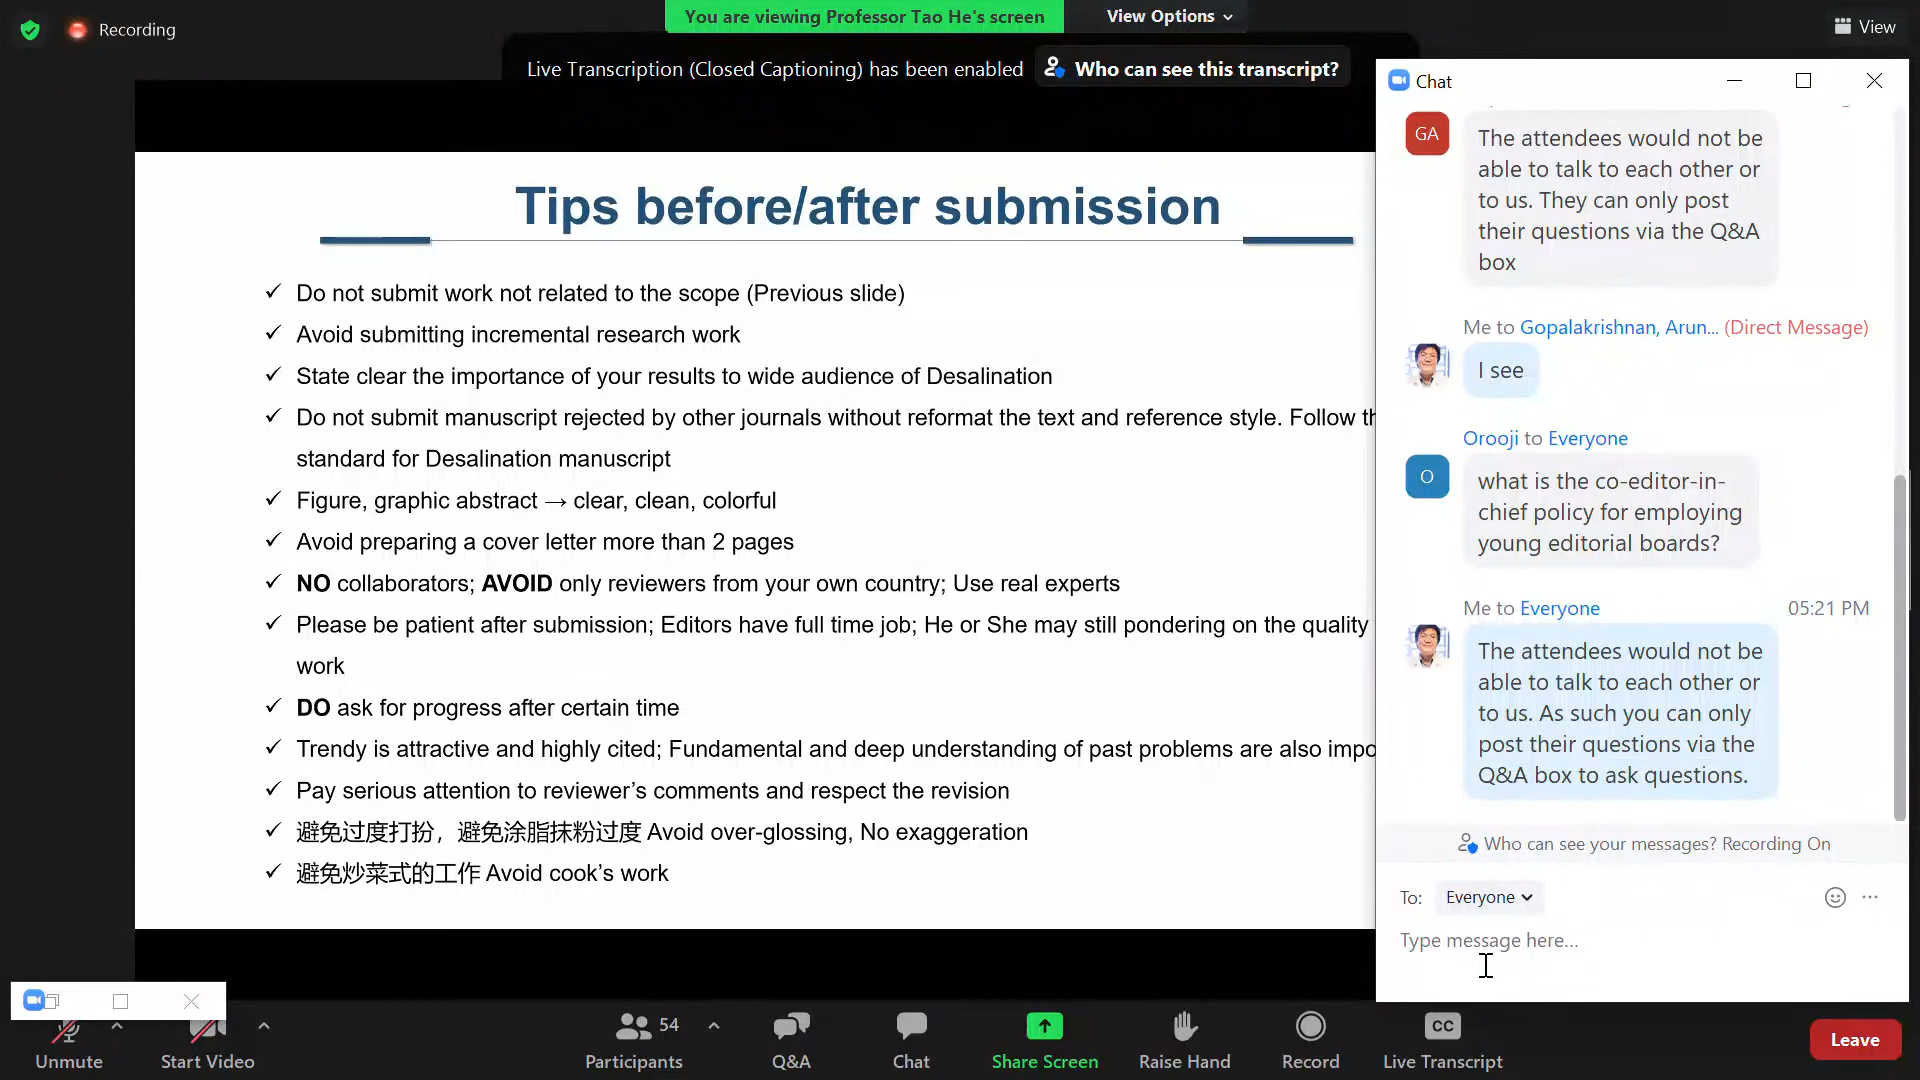 Recording
You are viewing Professor Tao He's screen
View Options
View
Live Transcription (Closed Captioning) has been enabled
Who can see this transcript?
Tips before/after submission
✓ Do not submit work not related to the scope (Previous slide)
✓ Avoid submitting incremental research work
✓ State clear the importance of your results to wide audience of Desalination
✓ Do not submit manuscript rejected by other journals without reformat the text and reference style. Follow
standard for Desalination manuscript
✓ Figure, graphic abstract → clear, clean, colorful
✓ Avoid preparing a cover letter more than 2 pages
✓ NO collaborators; AVOID only reviewers from your own country; Use real experts
✓ Please be patient after submission; Editors have full time job; He or She may still pondering on the quality
work
✓ DO ask for progress after certain time
✓ Trendy is attractive and highly cited; Fundamental and deep understanding of past problems are also impo
✓ Pay serious attention to reviewer's comments and respect the revision
✓ 避免过度打扮，避免涂脂抹粉过度 Avoid over-glossing, No exaggeration
✓ 避免炒菜式的工作 Avoid cook's work
Chat
GA
The attendees would not be
able to talk to each other or
to us. They can only post
their questions via the Q&A
box
Me to Gopalakrishnan, Arun... (Direct Message)
I see
Orooji to Everyone
O
what is the co-editor-in-
chief policy for employing
young editorial boards?
Me to Everyone 05:21 PM
The attendees would not be
able to talk to each other or
to us. As such you can only
post their questions via the
Q&A box to ask questions.
Who can see your messages? Recording On
To: Everyone
Type message here...
Unmute
Start Video
54
Participants
Q&A
Chat
Share Screen
Raise Hand
Record
CC
Live Transcript
Leave